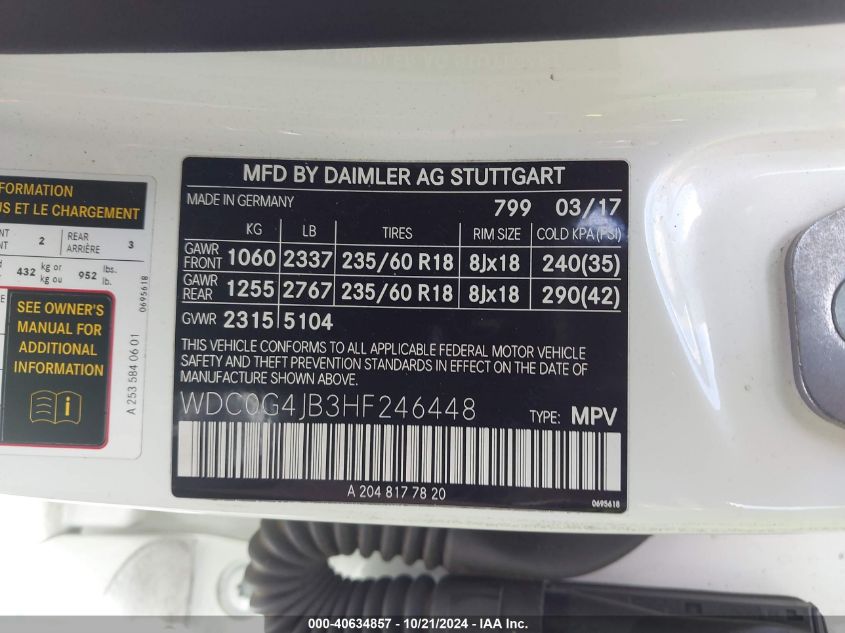 MFD BY DAIMLER AG STUTTGART
MADE IN GERMANY 799 03/17
KG LB TIRES RIM SIZE COLD KPA(PSI)
GAWR FRONT 1060 2337 235/60 R18 8Jx18 240(35)
GAWR REAR 1255 2767 235/60 R18 8Jx18 290(42)
GVWR 2315 5104
THIS VEHICLE CONFORMS TO ALL APPLICABLE FEDERAL MOTOR VEHICLE
SAFETY AND THEFT PREVENTION STANDARDS IN EFFECT ON THE DATE OF
MANUFACTURE SHOWN ABOVE.
WDC0G4JB3HF246448 TYPE: MPV
A 204 817 78 20
0695618
US ET LE CHARGEMENT
2 REAR ARRIÈRE 3
432 kg or kg ou 952 lbs. lb.
SEE OWNER'S
MANUAL FOR
ADDITIONAL
INFORMATION
A 253 584 06 01
0695618
000-40634857 - 10/21/2024 - IAA Inc.